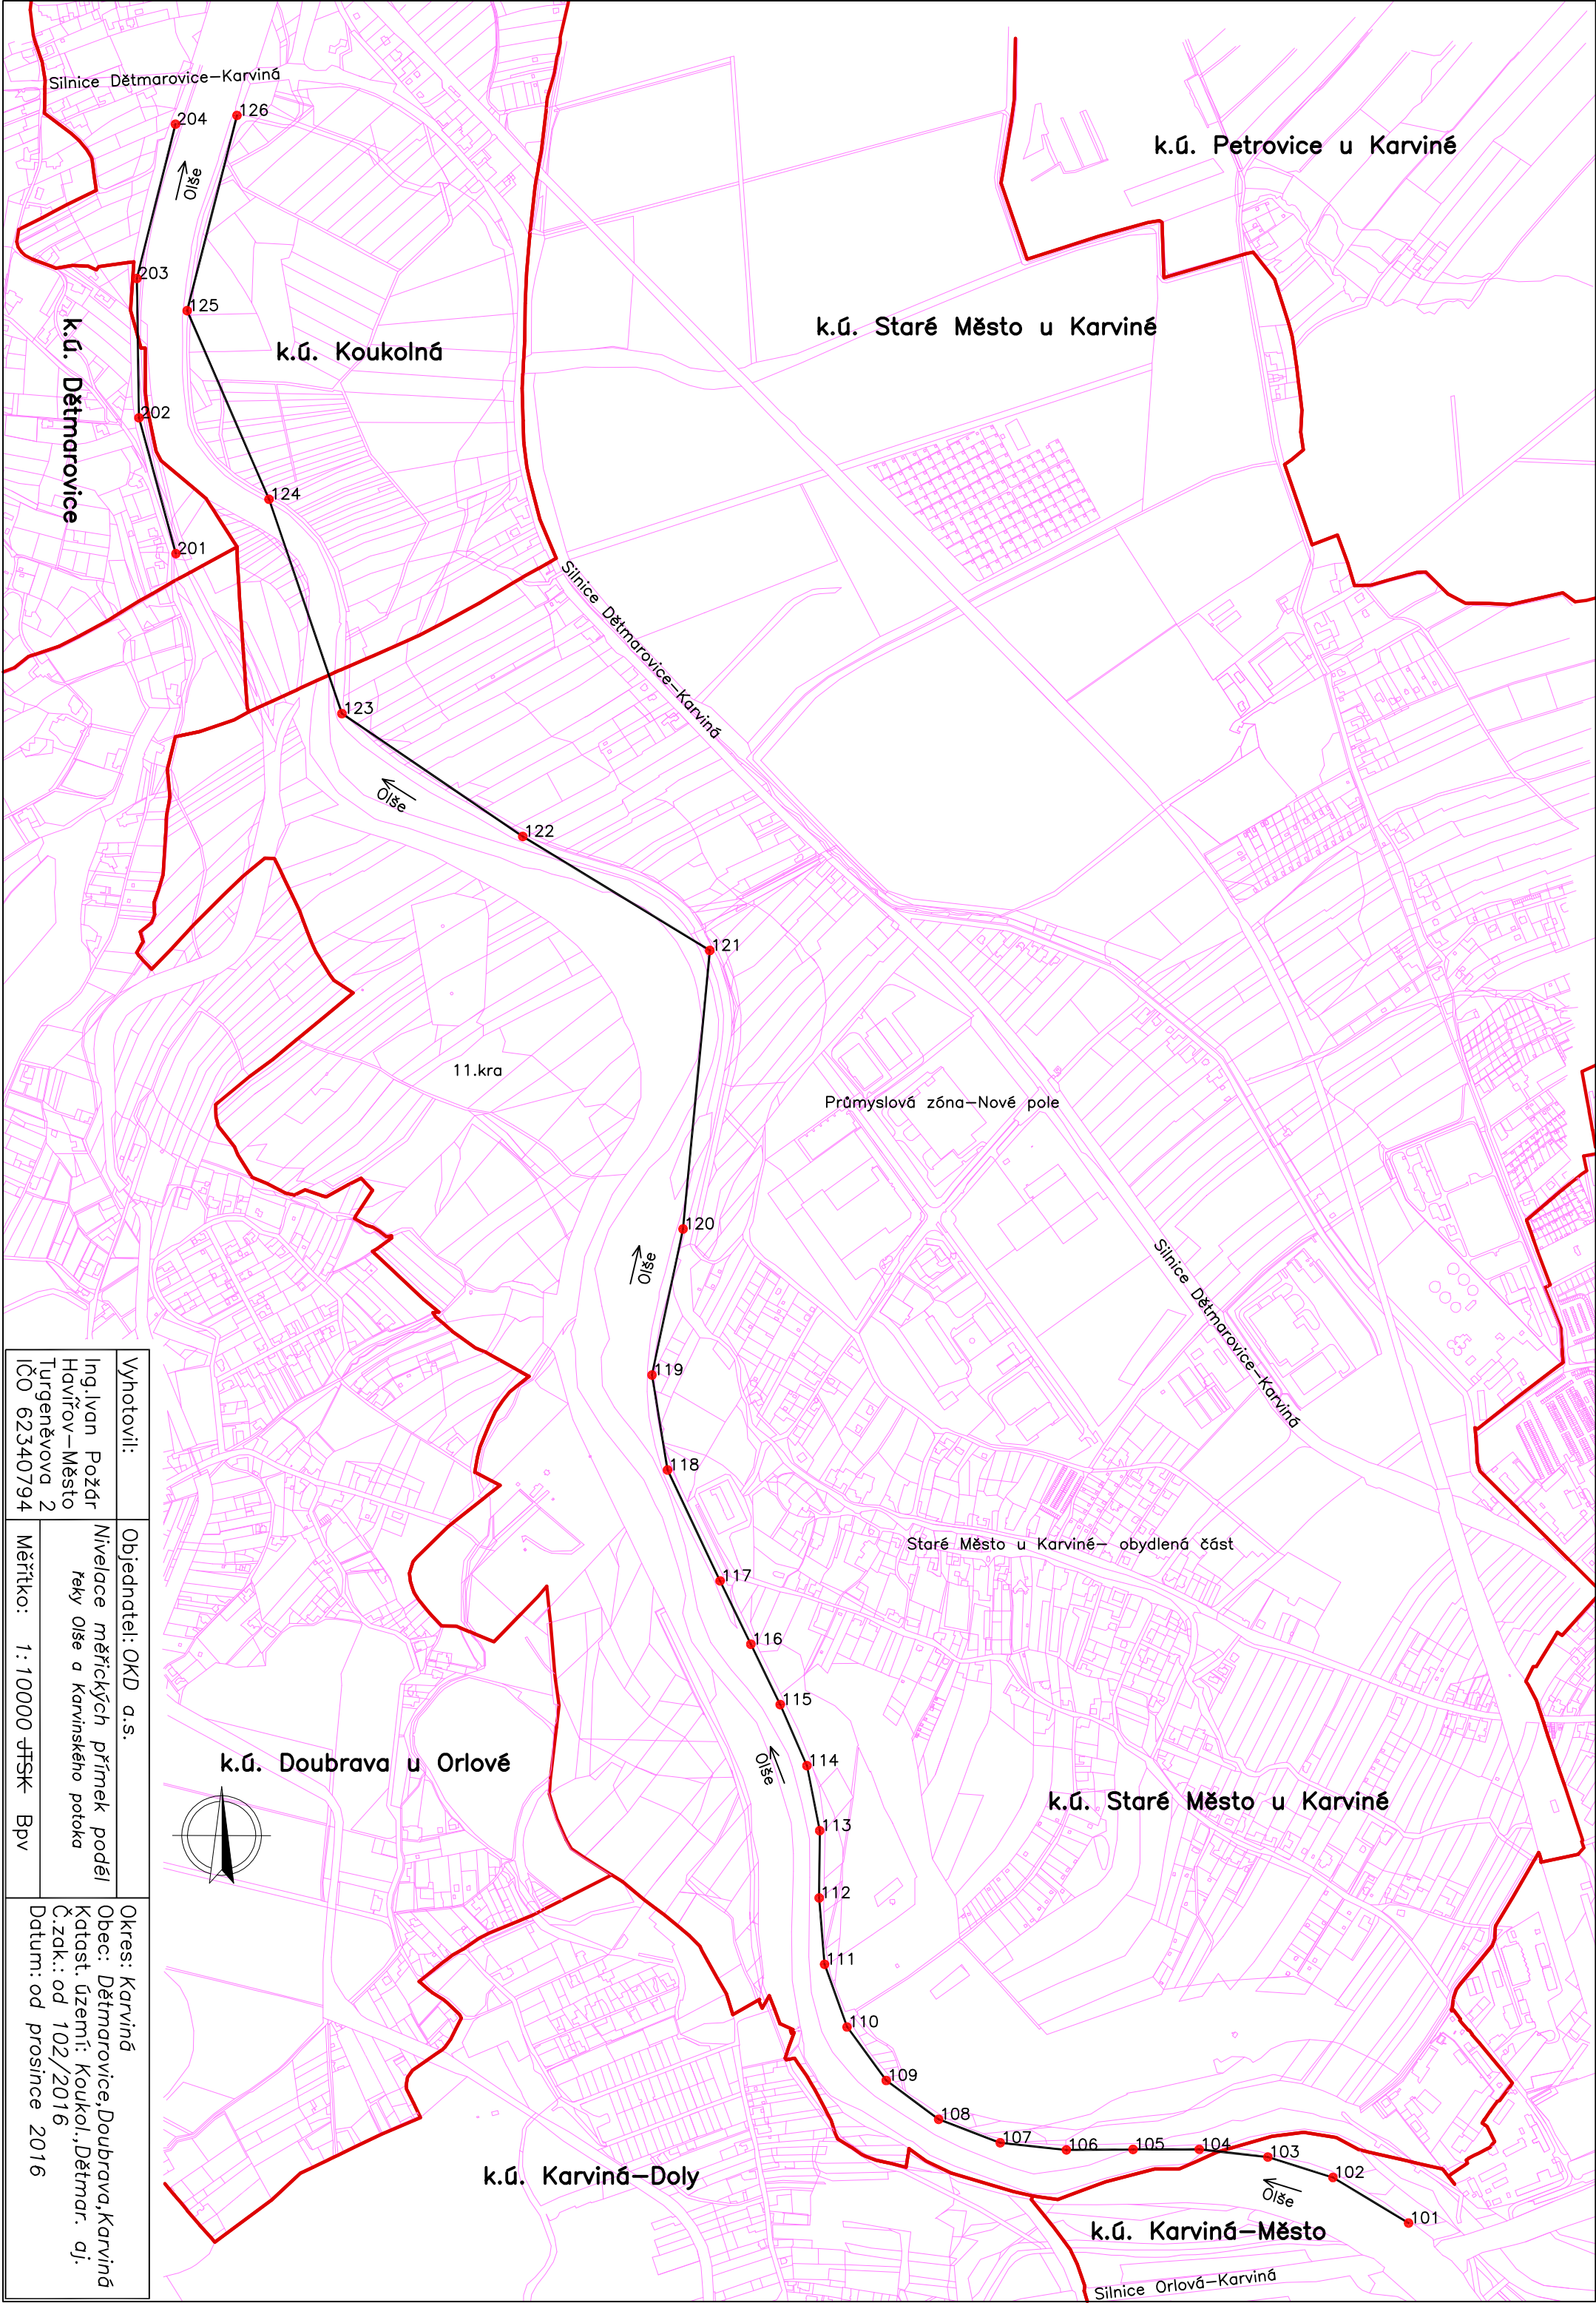 Silnice Dětmarovice–Karviná
204
126
Olše
k.ú. Petrovice u Karviné
203
125
k.ú. Staré Město u Karviné
k.ú. Koukolná
k.ú. Dětmarovice
202
124
201
Silnice Dětmarovice–Karviná
123
Olše
122
121
11.kra
Průmyslová zóna–Nové pole
120
Olše
Silnice Dětmarovice–Karviná
119
118
Staré Město u Karviné– obydlená část
117
116
115
Olše
114
k.ú. Doubrava u Orlové
k.ú. Staré Město u Karviné
113
112
111
110
109
108
107
106
105
104
103
102
101
Olše
k.ú. Karviná–Doly
k.ú. Karviná–Město
Silnice Orlová–Karviná
Vyhotovil:
Ing.Ivan Požár
Havířov–Město
Turgeněvova 2
IČO 62340794
Objednatel: OKD a.s.
Nivelace měřických přímek podél
řeky Olše a Karvinského potoka
Měřítko: 1:10000 JTSK Bpv
Okres: Karviná
Obec: Dětmarovice,Doubrava,Karviná
Katast. území: Koukol.,Dětmar. aj.
Č.zak.: od 102/2016
Datum: od prosince 2016